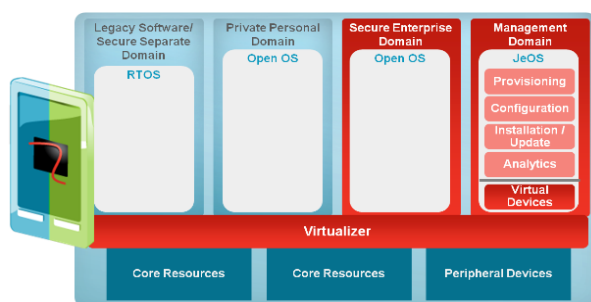 Legacy Software/
Secure Separate
Domain
RTOS
Private Personal
Domain
Open OS
Secure Enterprise
Domain
Open OS
Management
Domain
JeOS
Provisioning
Configuration
Installation /
Update
Analytics
Virtual
Devices
Virtualizer
Core Resources
Core Resources
Peripheral Devices